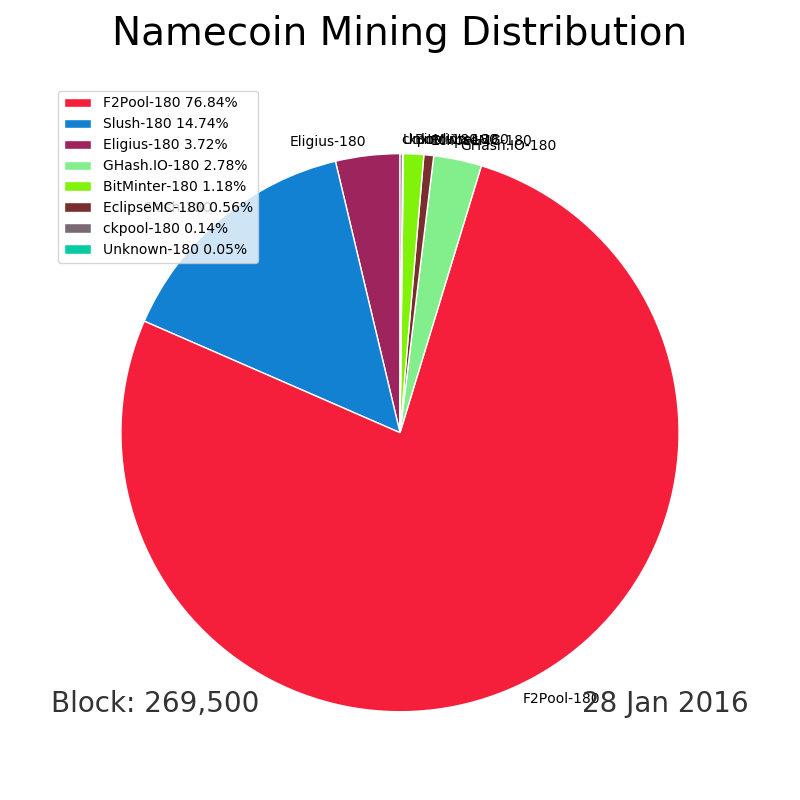 Namecoin Mining Distribution
F2Pool-180 76.84%
Slush-180 14.74%
Eligius-180 3.72%
GHash.IO-180 2.78%
BitMinter-180 1.18%
EclipseMC-180 0.56%
ckpool-180 0.14%
Unknown-180 0.05%
Eligius-180
GHash.IO-180
F2Pool-180
Block: 269,500
28 Jan 2016